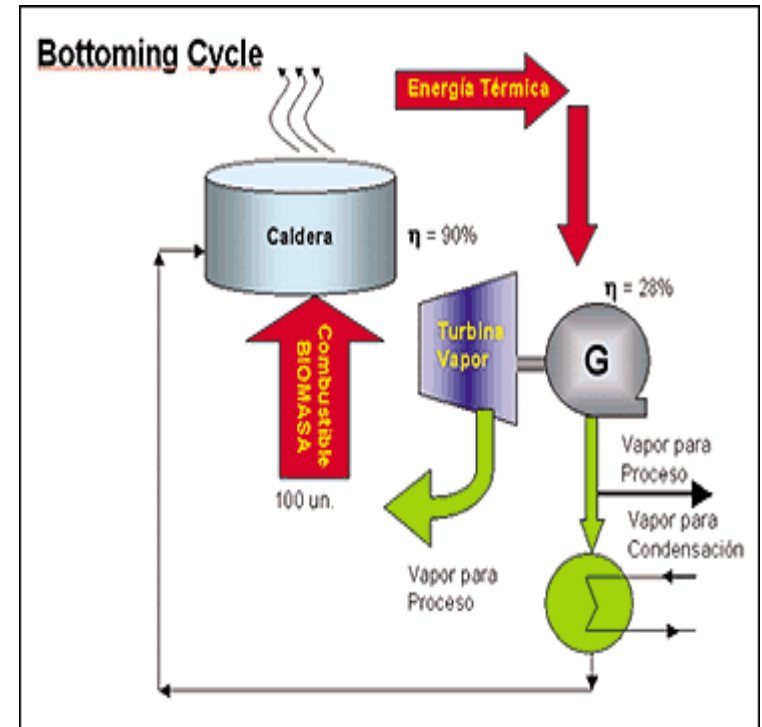 Bottoming Cycle
Energía Térmica
Caldera
η = 90%
η = 28%
Turbina
Vapor
G
Combustible
BIOMASA
Vapor para
Proceso
100 un.
Vapor para
Condensación
Vapor para
Proceso